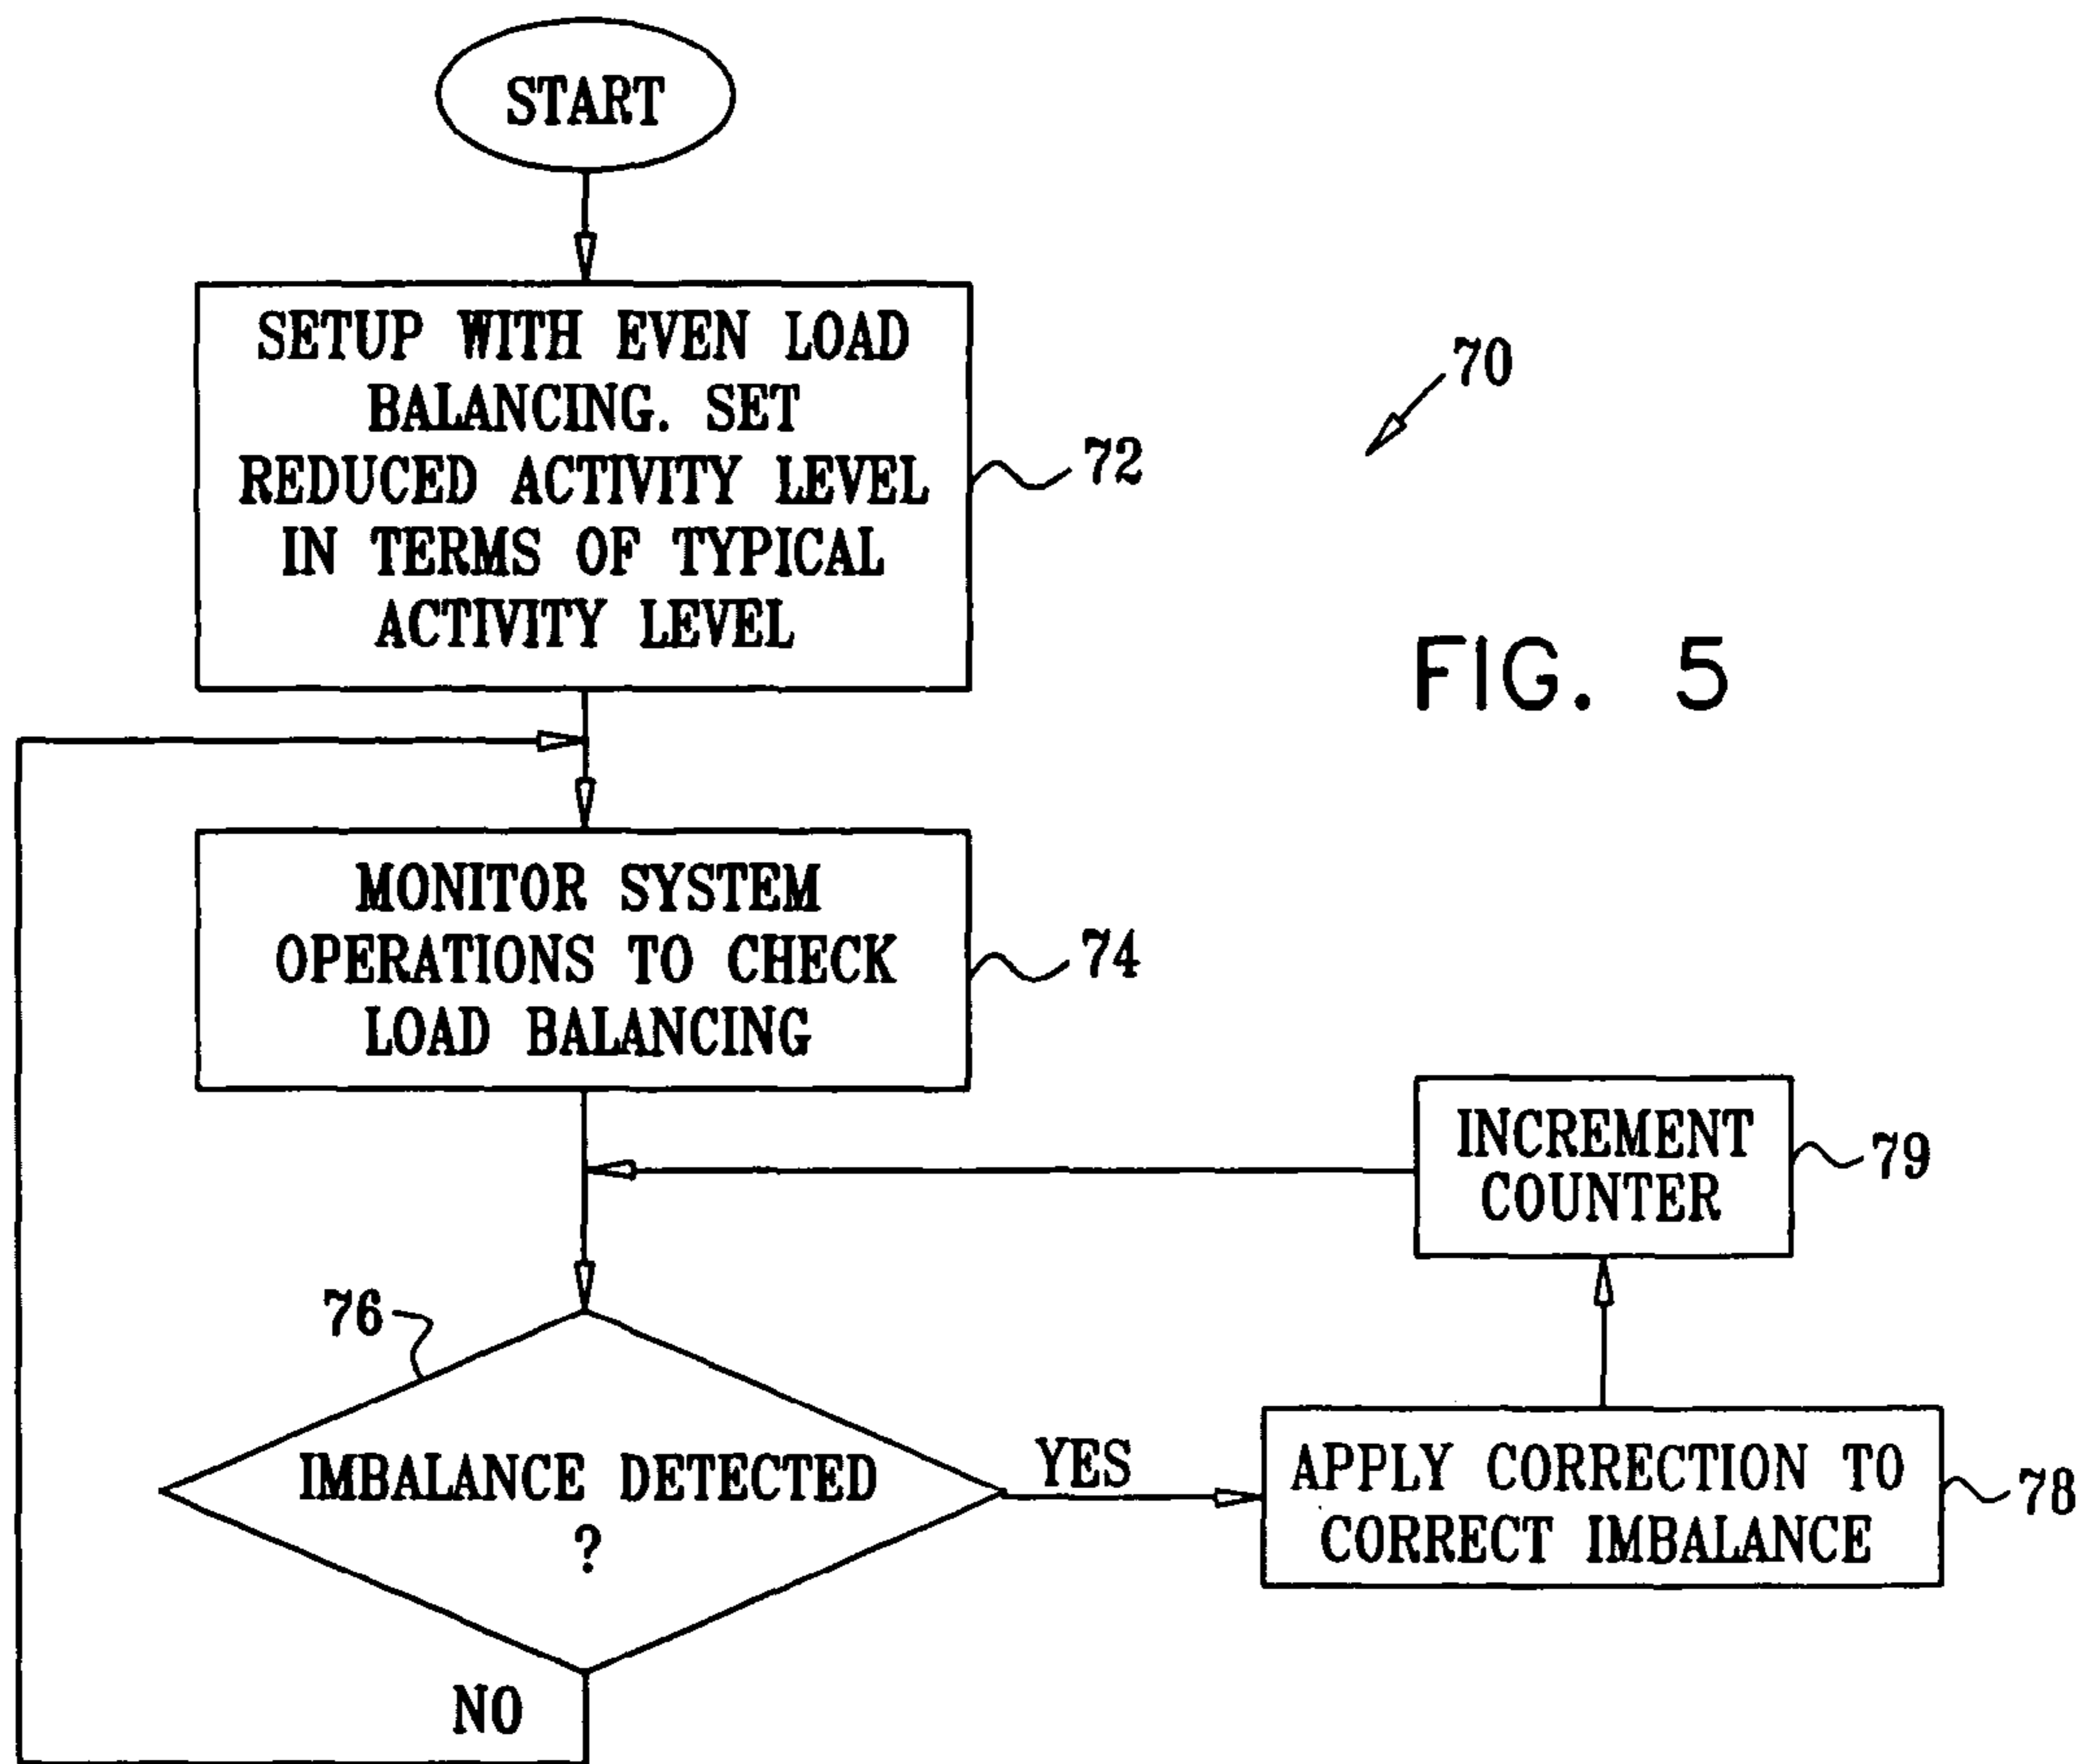 START
SETUP WITH EVEN LOAD
BALANCING. SET
REDUCED ACTIVITY LEVEL
IN TERMS OF TYPICAL
ACTIVITY LEVEL
72
70
FIG. 5
MONITOR SYSTEM
OPERATIONS TO CHECK
LOAD BALANCING
74
INCREMENT
COUNTER
79
76
IMBALANCE DETECTED
?
YES
APPLY CORRECTION TO
CORRECT IMBALANCE
78
NO